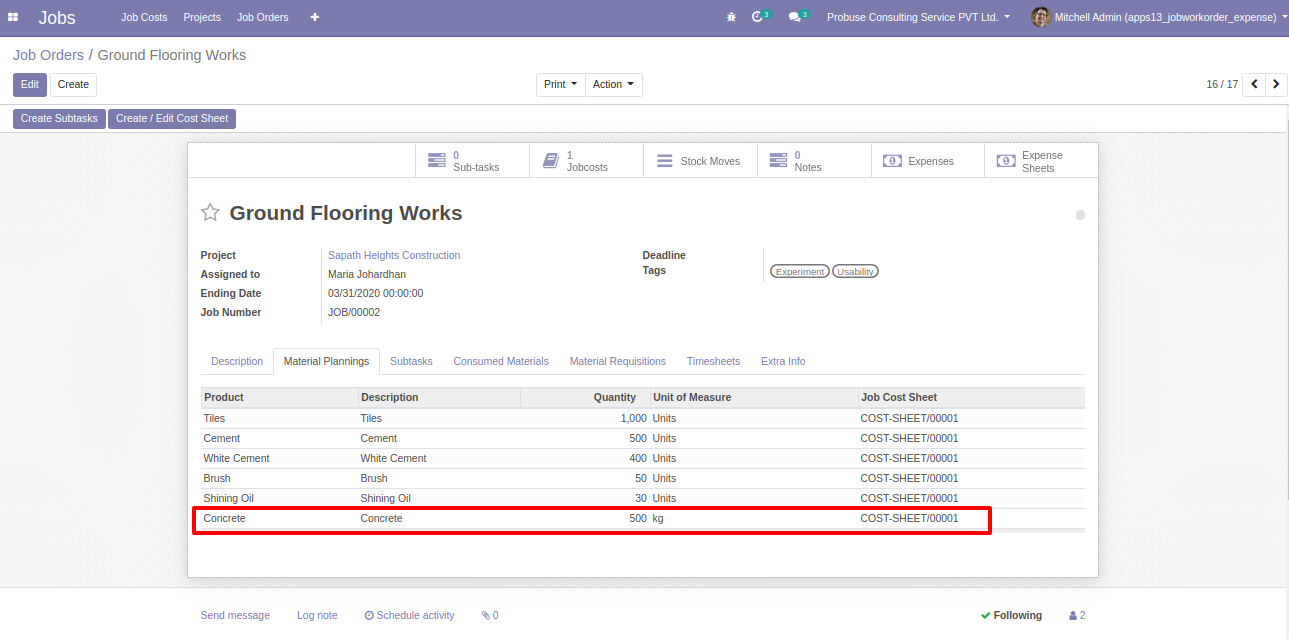 Jobs Job Costs Projects Job Orders 3 3 Probuse Consulting Service PVT Ltd. Mitchell Admin (apps13_jobworkorder_expense)
Job Orders / Ground Flooring Works
Edit Create Print Action 16 / 17
Create Subtasks Create / Edit Cost Sheet
0 Sub-tasks
1 Jobcosts
Stock Moves
0 Notes
Expenses
Expense Sheets
Ground Flooring Works
Project Sapath Heights Construction
Assigned to Maria Johardhan
Ending Date 03/31/2020 00:00:00
Job Number JOB/00002
Deadline
Tags Experiment Usability
Description Material Plannings Subtasks Consumed Materials Material Requisitions Timesheets Extra Info
Product Description Quantity Unit of Measure Job Cost Sheet
Tiles Tiles 1,000 Units COST-SHEET/00001
Cement Cement 500 Units COST-SHEET/00001
White Cement White Cement 400 Units COST-SHEET/00001
Brush Brush 50 Units COST-SHEET/00001
Shining Oil Shining Oil 30 Units COST-SHEET/00001
Concrete Concrete 500 kg COST-SHEET/00001
Send message Log note Schedule activity 0 Following 2